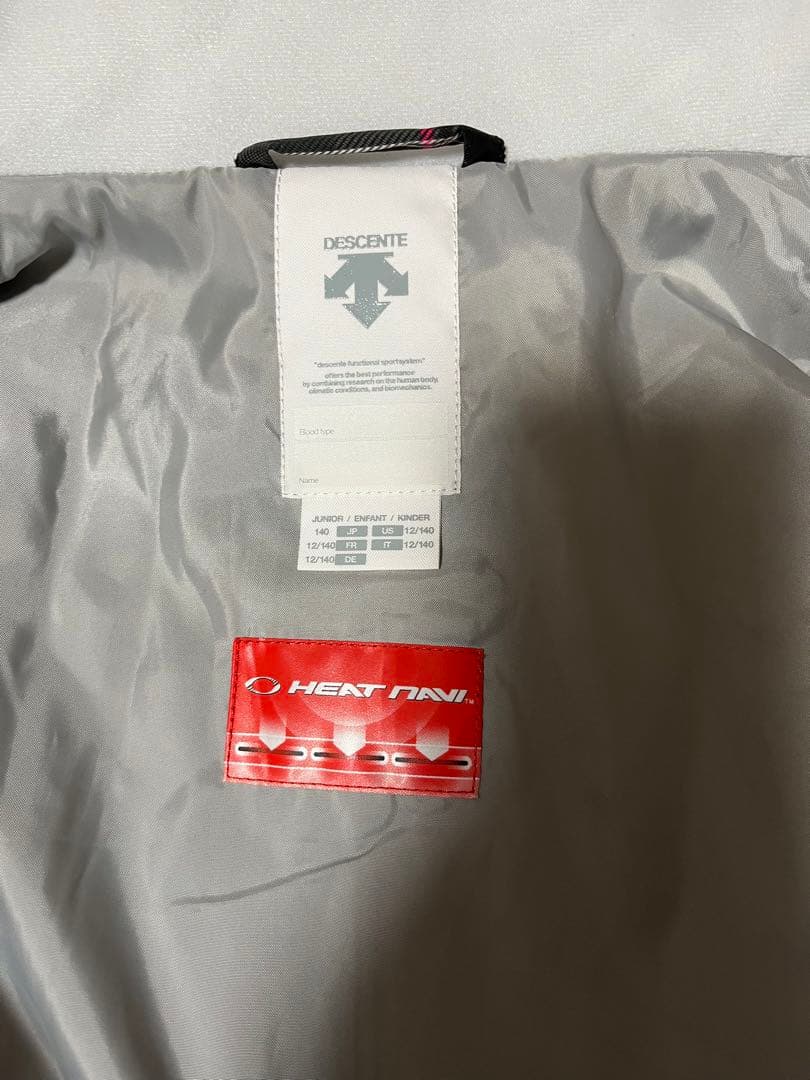 DESCENTE
"descente functional sportsystem"
offers the best performance
by combining research on the human body,
climatic conditions, and biomechanics.
Blood type
Name
JUNIOR / ENFANT / KINDER
140 JP US 12/140
12/140 FR IT 12/140
12/140 DE
HEAT NAVI TM